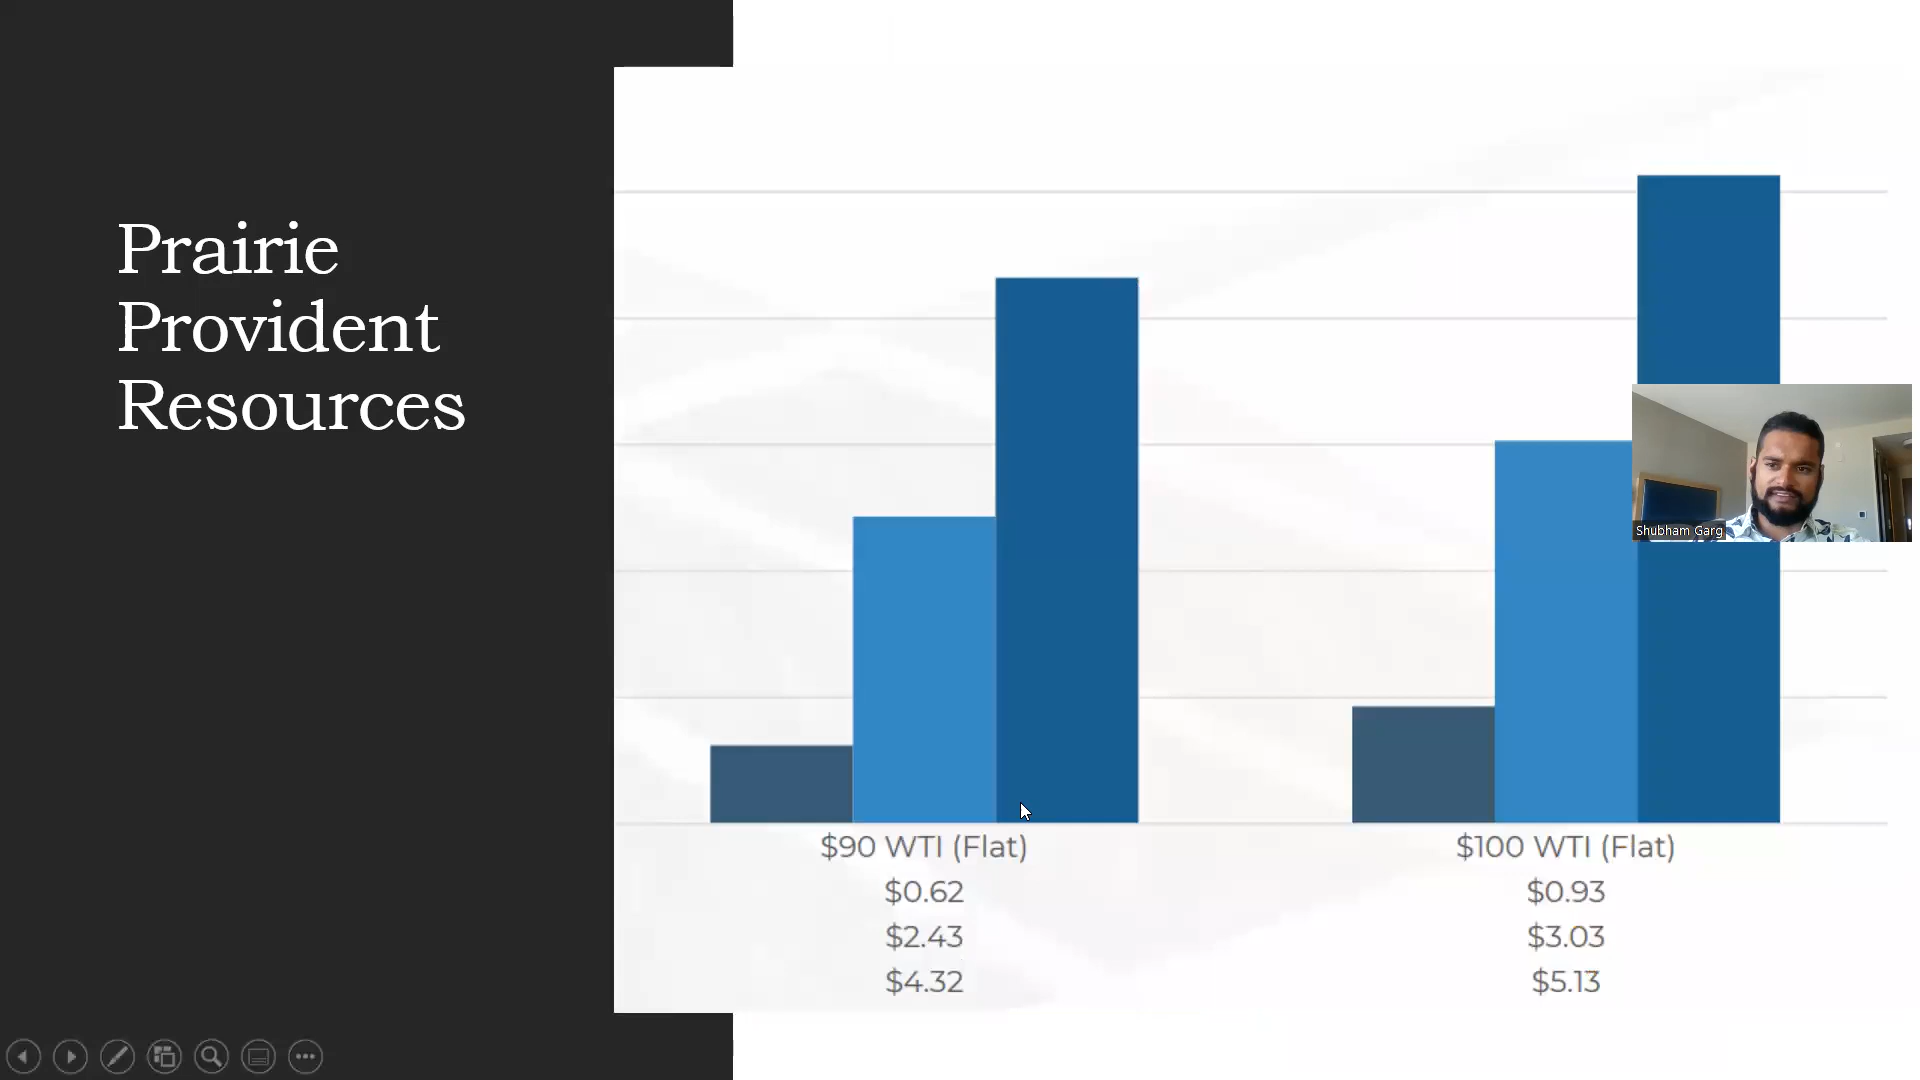 Prairie
Provident
Resources
Shubham Garg
$90 WTI (Flat)
$0.62
$2.43
$4.32
$100 WTI (Flat)
$0.93
$3.03
$5.13